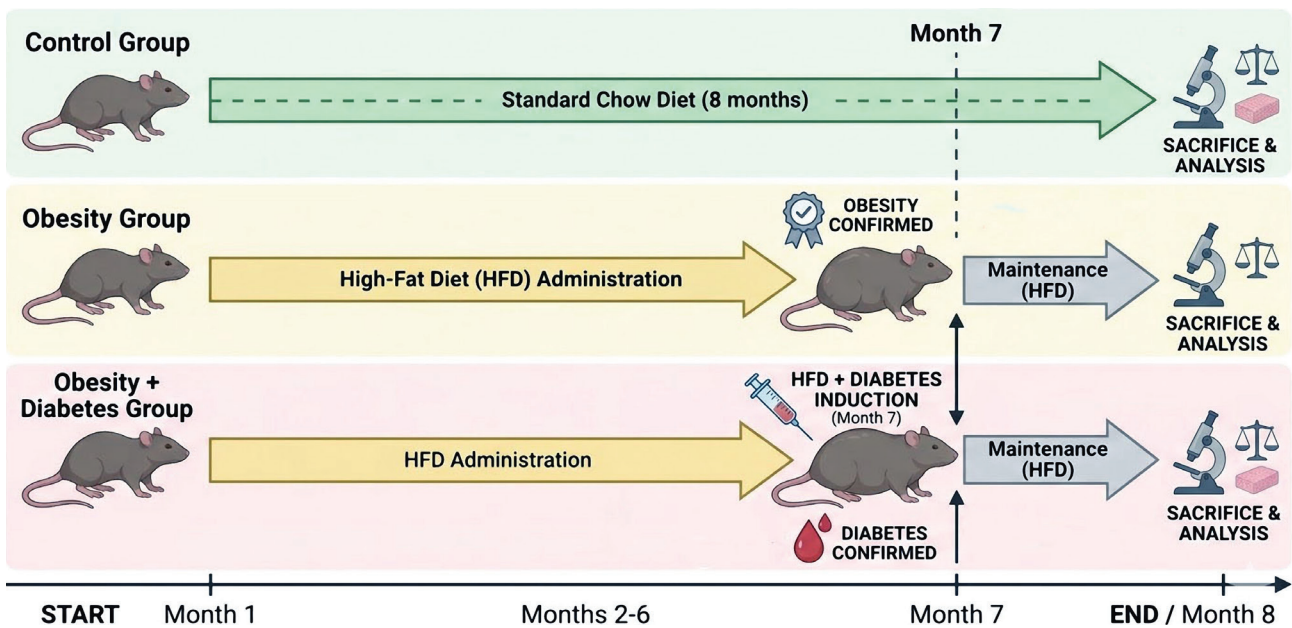 Control Group
Month 7
Standard Chow Diet (8 months)
SACRIFICE &
ANALYSIS
Obesity Group
OBESITY
CONFIRMED
High-Fat Diet (HFD) Administration
Maintenance
(HFD)
SACRIFICE &
ANALYSIS
Obesity +
Diabetes Group
HFD + DIABETES
INDUCTION
(Month 7)
HFD Administration
Maintenance
(HFD)
SACRIFICE &
ANALYSIS
DIABETES
CONFIRMED
START Month 1 Months 2-6 Month 7 END / Month 8